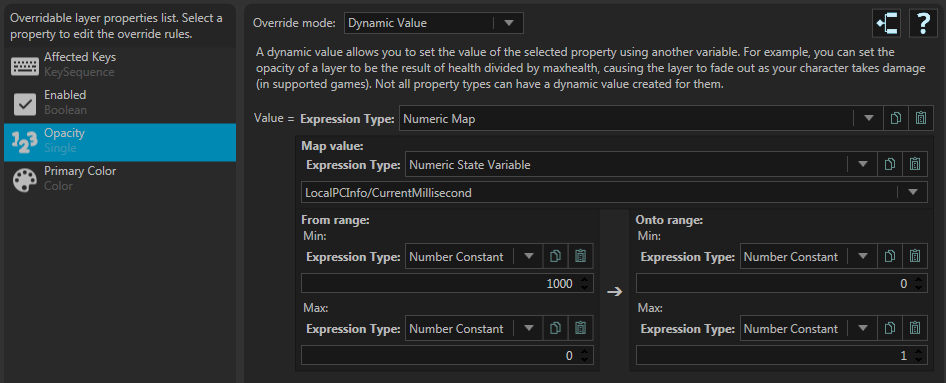 Overridable layer properties list. Select a
property to edit the override rules.
Affected Keys
KeySequence
Enabled
Boolean
123
Opacity
Single
Primary Color
Color
Override mode: Dynamic Value
?
A dynamic value allows you to set the value of the selected property using another variable. For example, you can set the
opacity of a layer to be the result of health divided by maxhealth, causing the layer to fade out as your character takes damage
(in supported games). Not all property types can have a dynamic value created for them.
Value = Expression Type: Numeric Map
Map value:
Expression Type: Numeric State Variable
LocalPCInfo/CurrentMillisecond
From range:
Min:
Expression Type: Number Constant
1000
Max:
Expression Type: Number Constant
0
➔
Onto range:
Min:
Expression Type: Number Constant
0
Max:
Expression Type: Number Constant
1